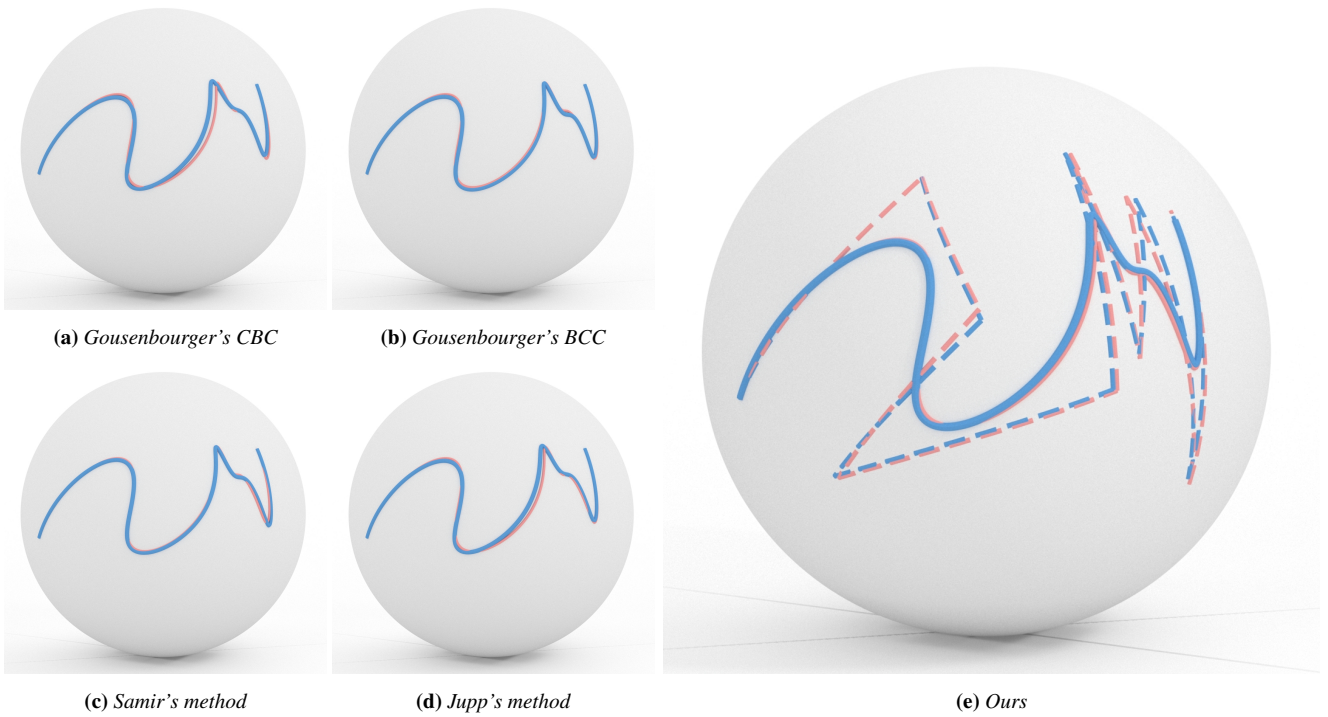 (a) Gousenbourger's CBC
(b) Gousenbourger's BCC
(c) Samir's method
(d) Jupp's method
(e) Ours